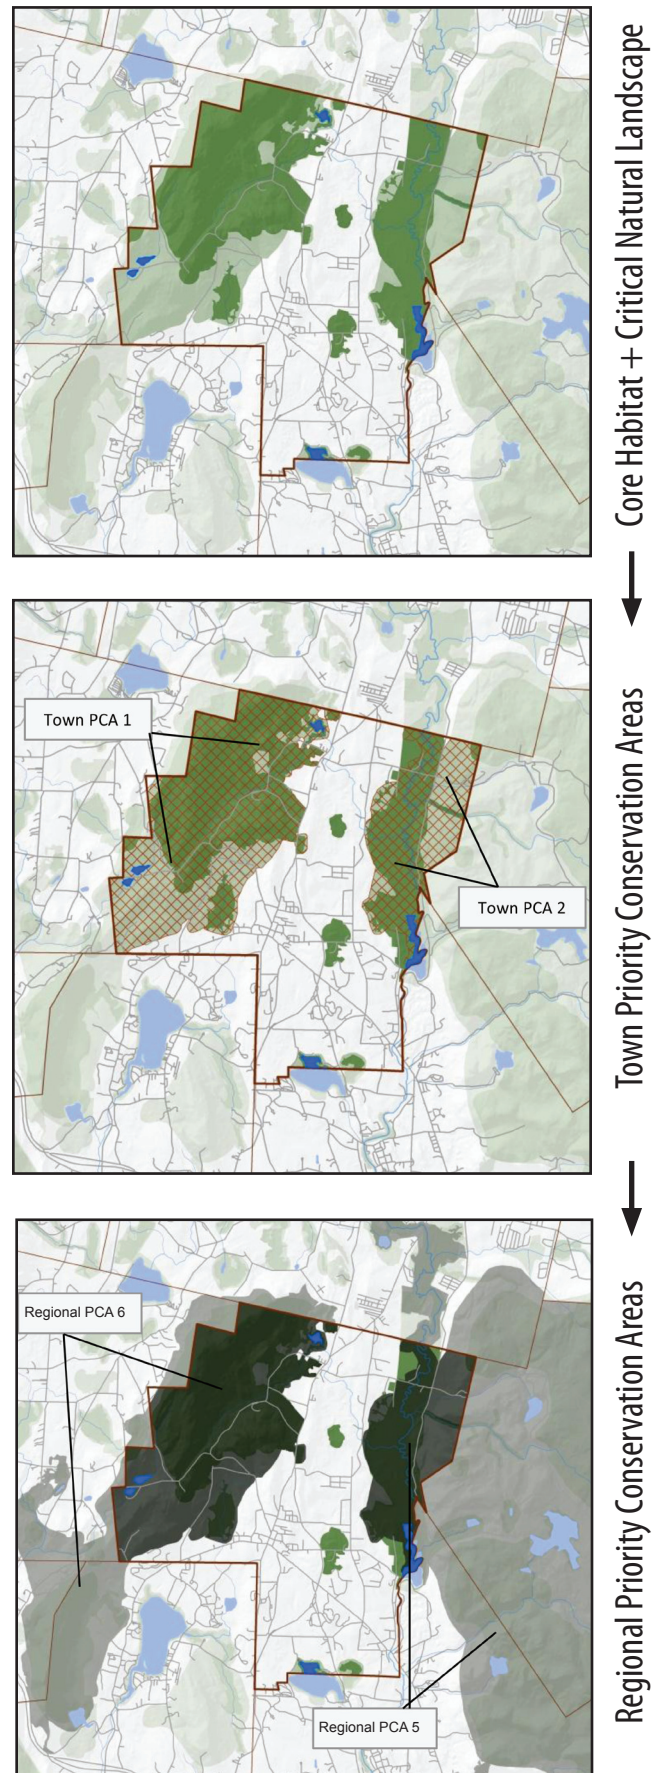 Core Habitat + Critical Natural Landscape
Town PCA 1
Town PCA 2
Town Priority Conservation Areas
Regional PCA 6
Regional PCA 5
Regional Priority Conservation Areas